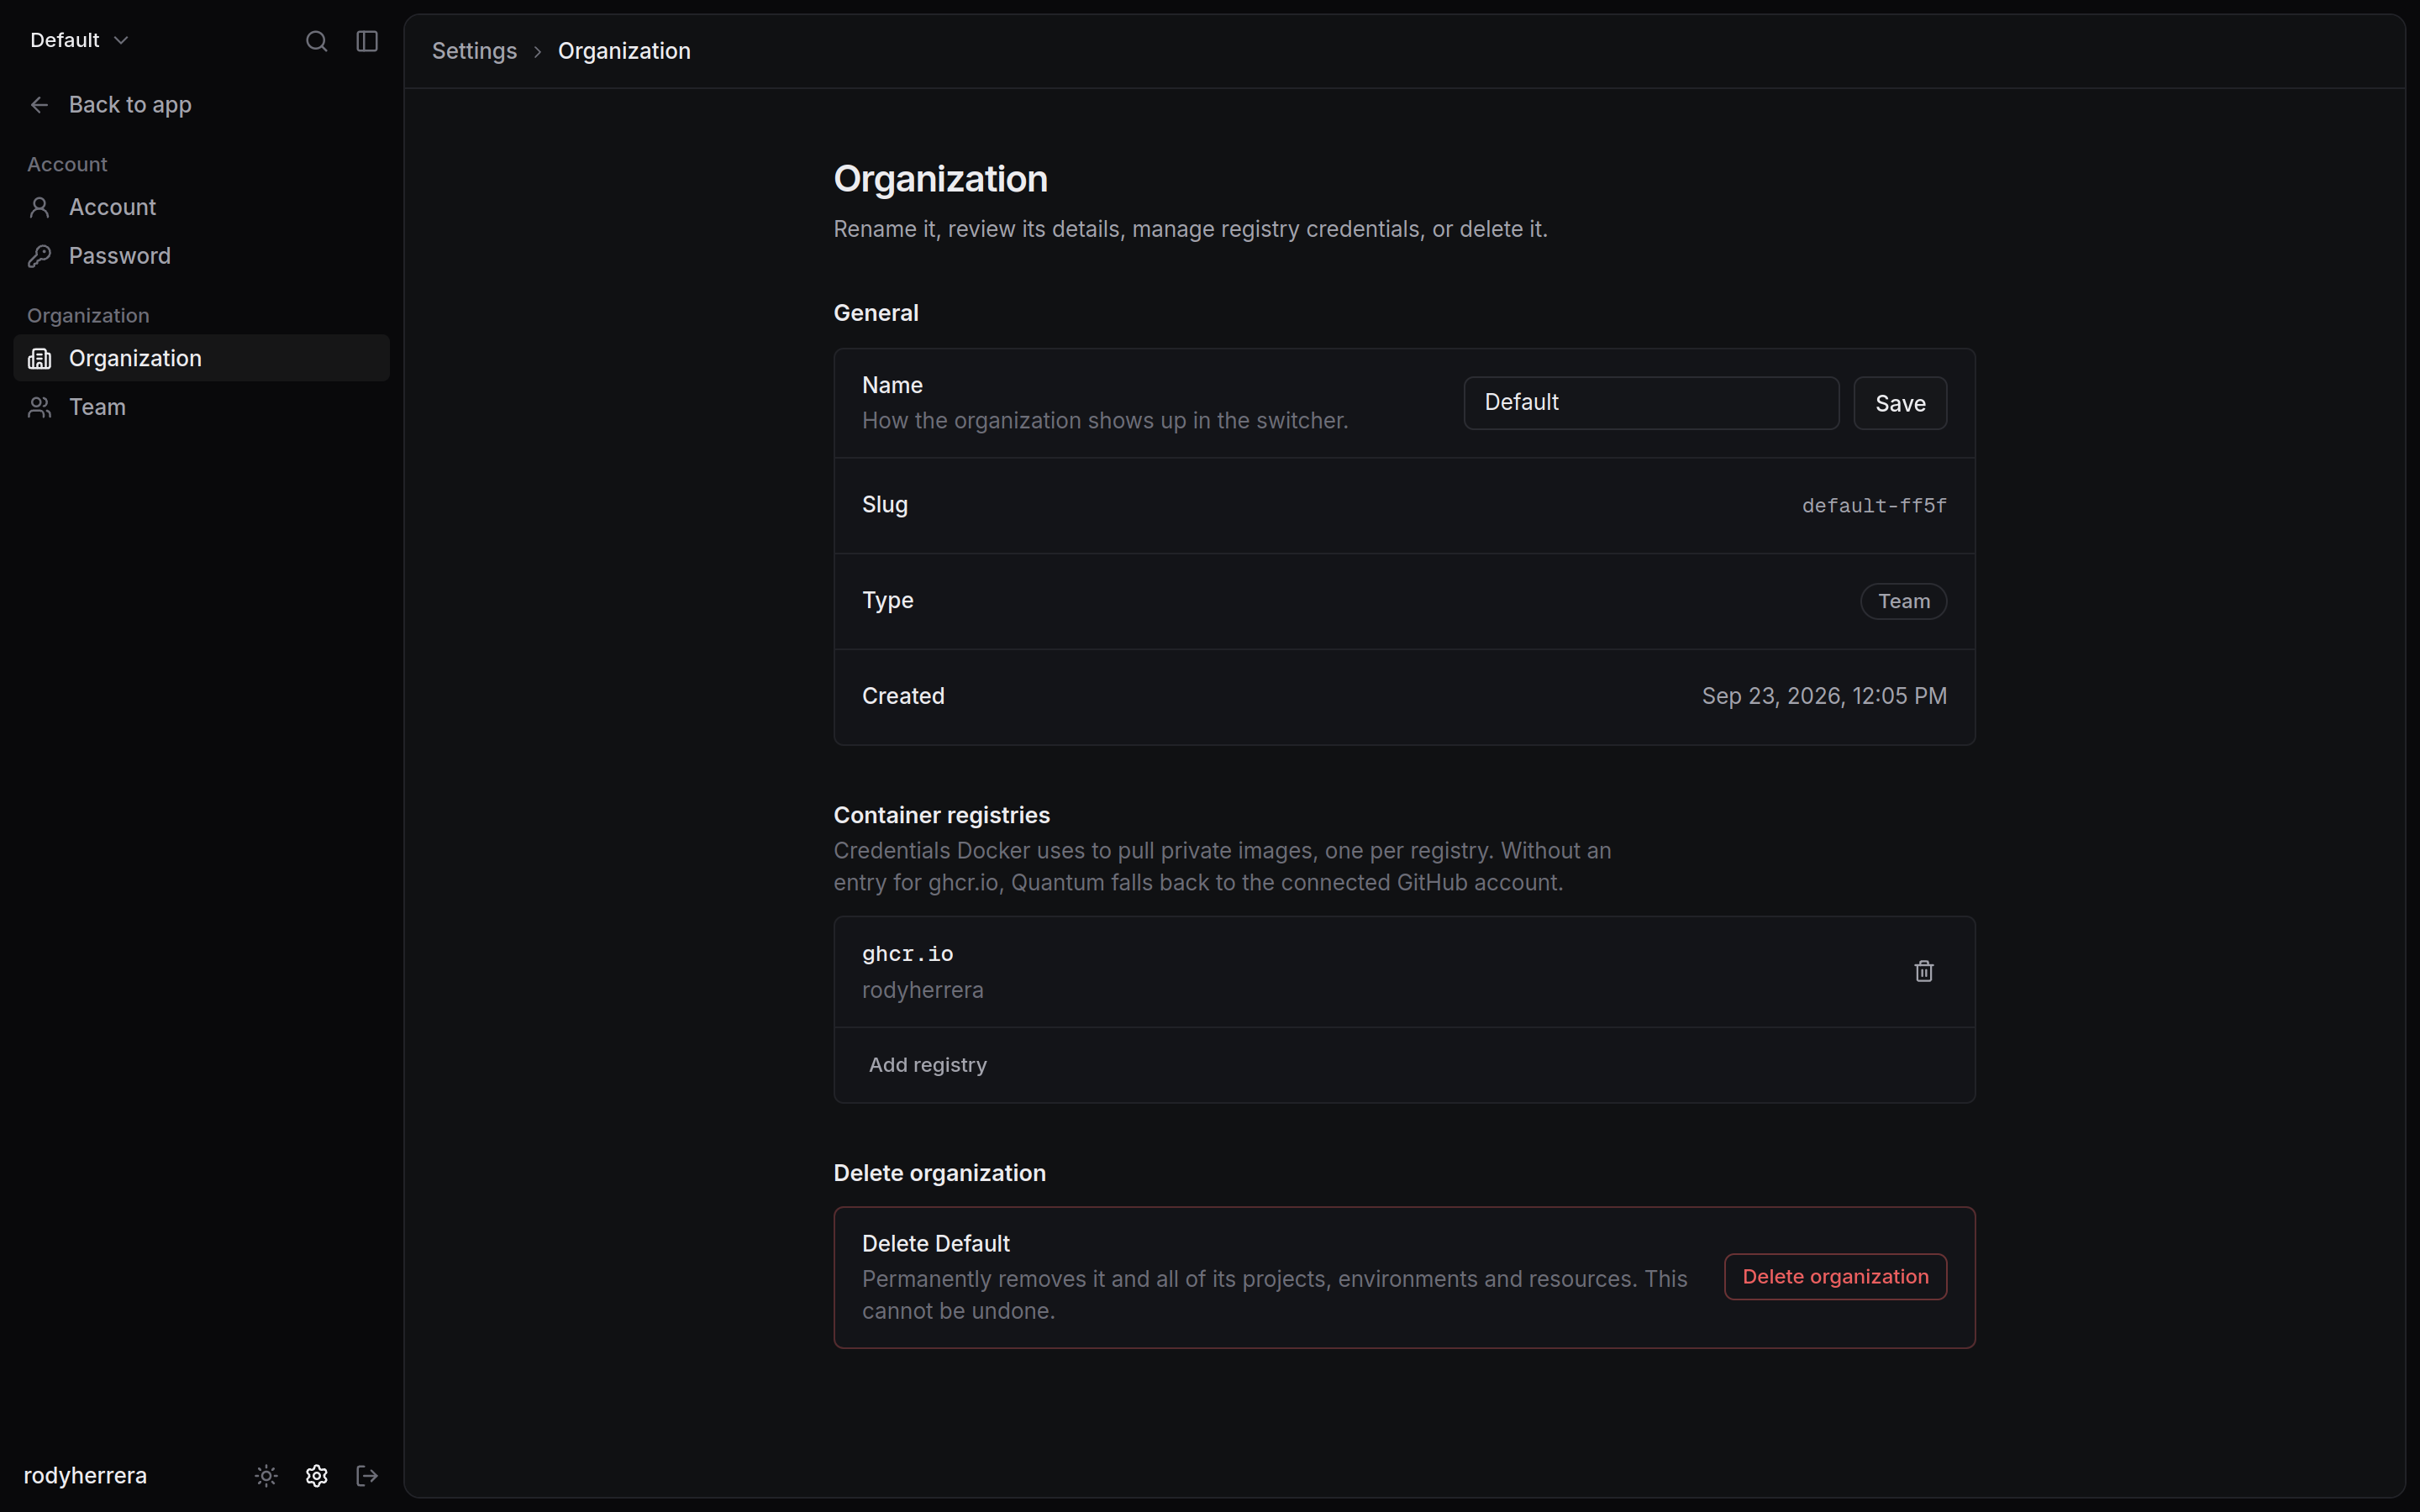 Default
Back to app
Account
Account
Password
Organization
Organization
Team
rodyherrera
Settings > Organization
Organization
Rename it, review its details, manage registry credentials, or delete it.
General
Name
How the organization shows up in the switcher.
Default
Save
Slug
default-ff5f
Type
Team
Created
Sep 23, 2026, 12:05 PM
Container registries
Credentials Docker uses to pull private images, one per registry. Without an
entry for ghcr.io, Quantum falls back to the connected GitHub account.
ghcr.io
rodyherrera
Add registry
Delete organization
Delete Default
Permanently removes it and all of its projects, environments and resources. This
cannot be undone.
Delete organization